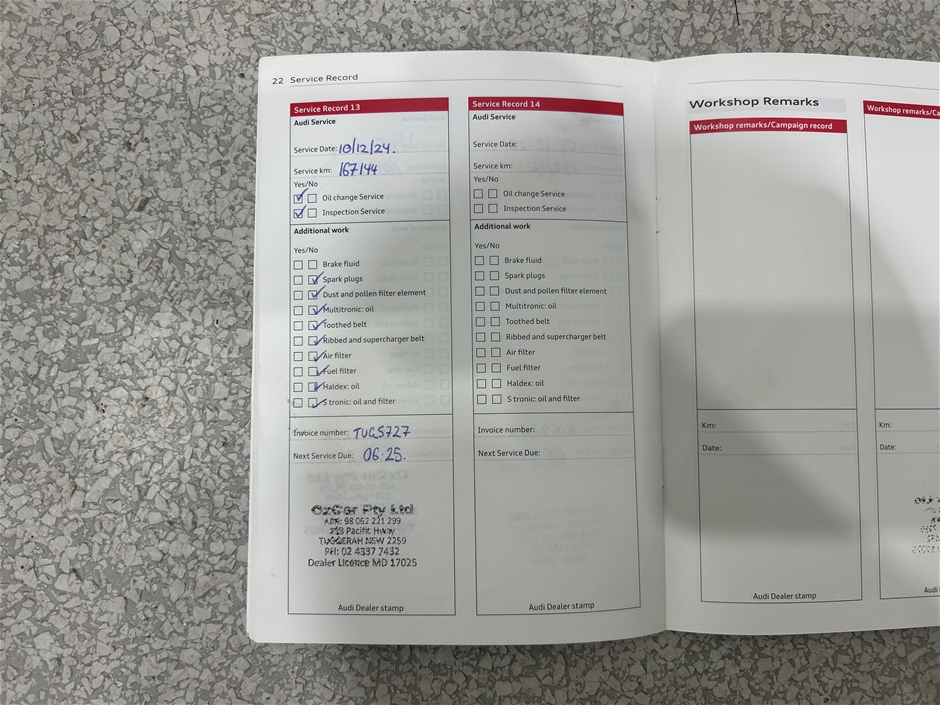 22 Service Record
Service Record 13
Audi Service
Service Date: 10/12/24.
Service km: 167144
Yes/No
Oil change Service
Inspection Service
Additional work
Yes/No
Brake fluid
Spark plugs
Dust and pollen filter element
Multitronic: oil
Toothed belt
Ribbed and supercharger belt
Air filter
Fuel filter
Haldex: oil
S tronic: oil and filter
Invoice number: TUCS727
Next Service Due: 06.25.
OzCar Pty Ltd
98 052 221 299
Pacific Hwy
TUGGERAH NSW 2259
PH: 02 4337 7432
Dealer Licence MD 17025
Audi Dealer stamp
Service Record 14
Audi Service
Service Date:
Service km:
Yes/No
Oil change Service
Inspection Service
Additional work
Yes/No
Brake fluid
Spark plugs
Dust and pollen filter element
Multitronic: oil
Toothed belt
Ribbed and supercharger belt
Air filter
Fuel filter
Haldex: oil
S tronic: oil and filter
Invoice number:
Next Service Due:
Audi Dealer stamp
Workshop Remarks
Workshop remarks/Campaign record
Km:
Date:
Audi Dealer stamp
Workshop remarks/Ca
Km:
Date:
Audi